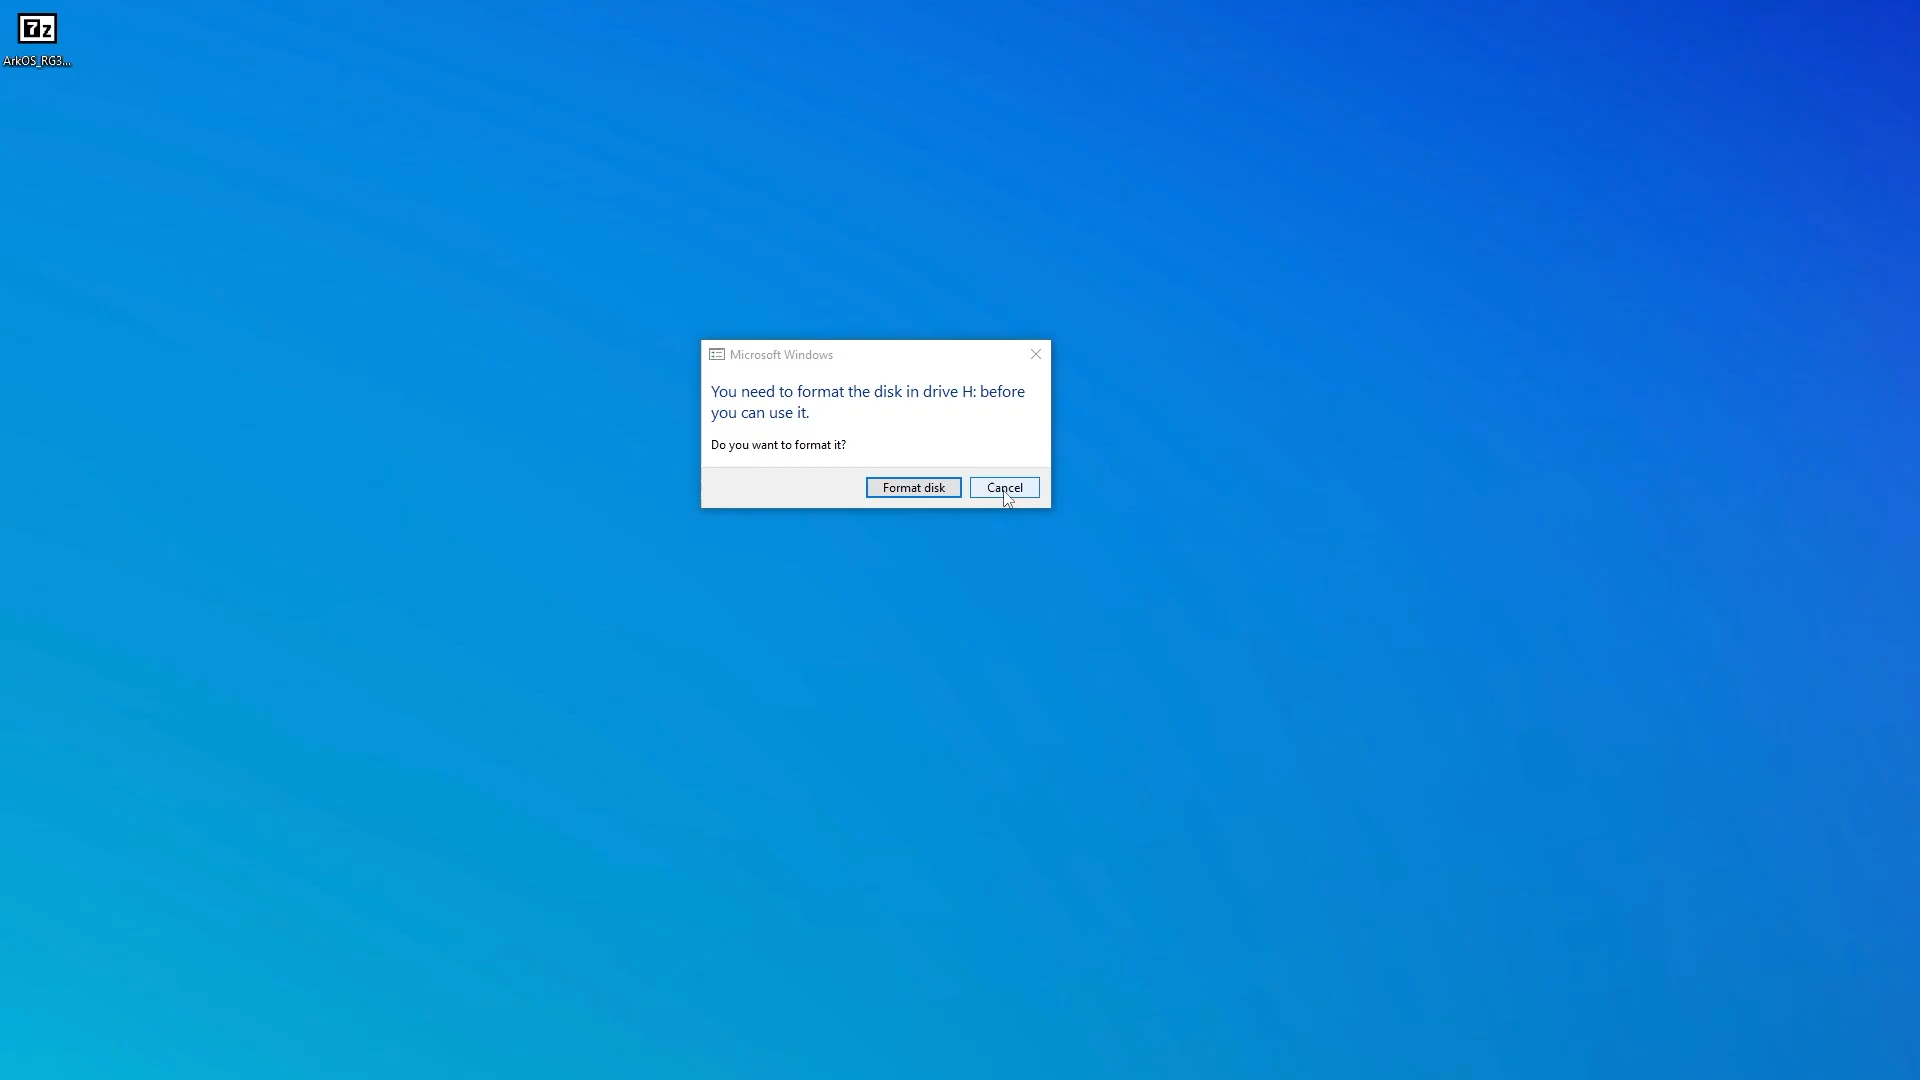 7z
ArkOS_RG3...
Microsoft Windows
You need to format the disk in drive H: before
you can use it.
Do you want to format it?
Format disk
Cancel